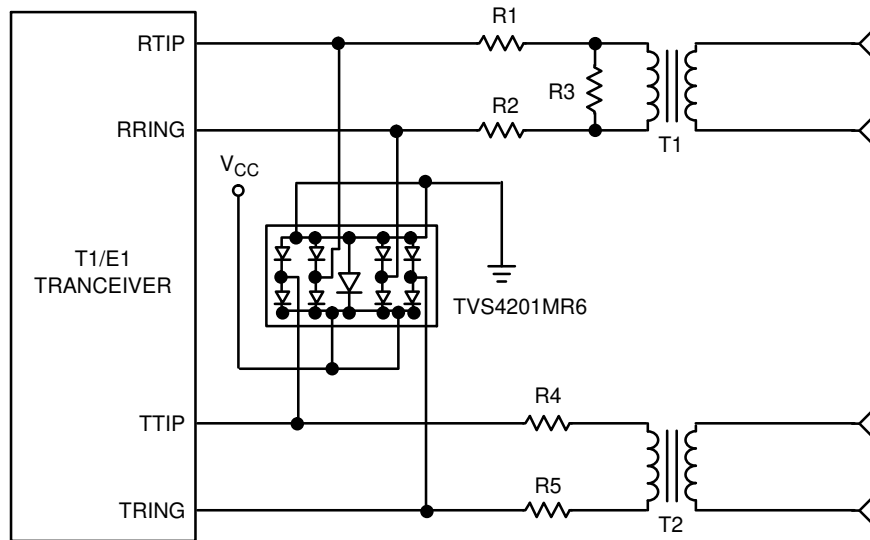 R1
RTIP
R3
R2
RRING
T1
VCC
T1/E1
TRANCEIVER
TVS4201MR6
R4
TTIP
R5
TRING
T2